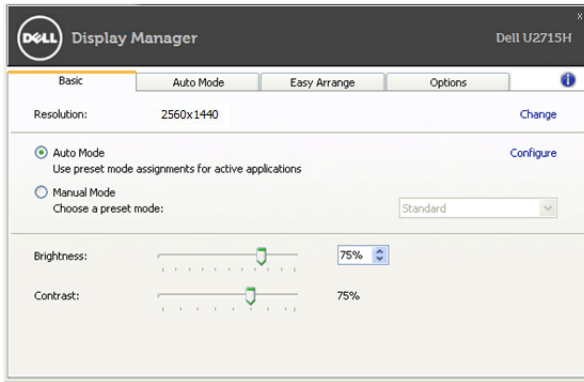 x
DELL Display Manager Dell U2715H
Basic Auto Mode Easy Arrange Options i
Resolution: 2560x1440 Change
Auto Mode Configure
Use preset mode assignments for active applications
Manual Mode
Choose a preset mode: Standard
Brightness: 75%
Contrast: 75%